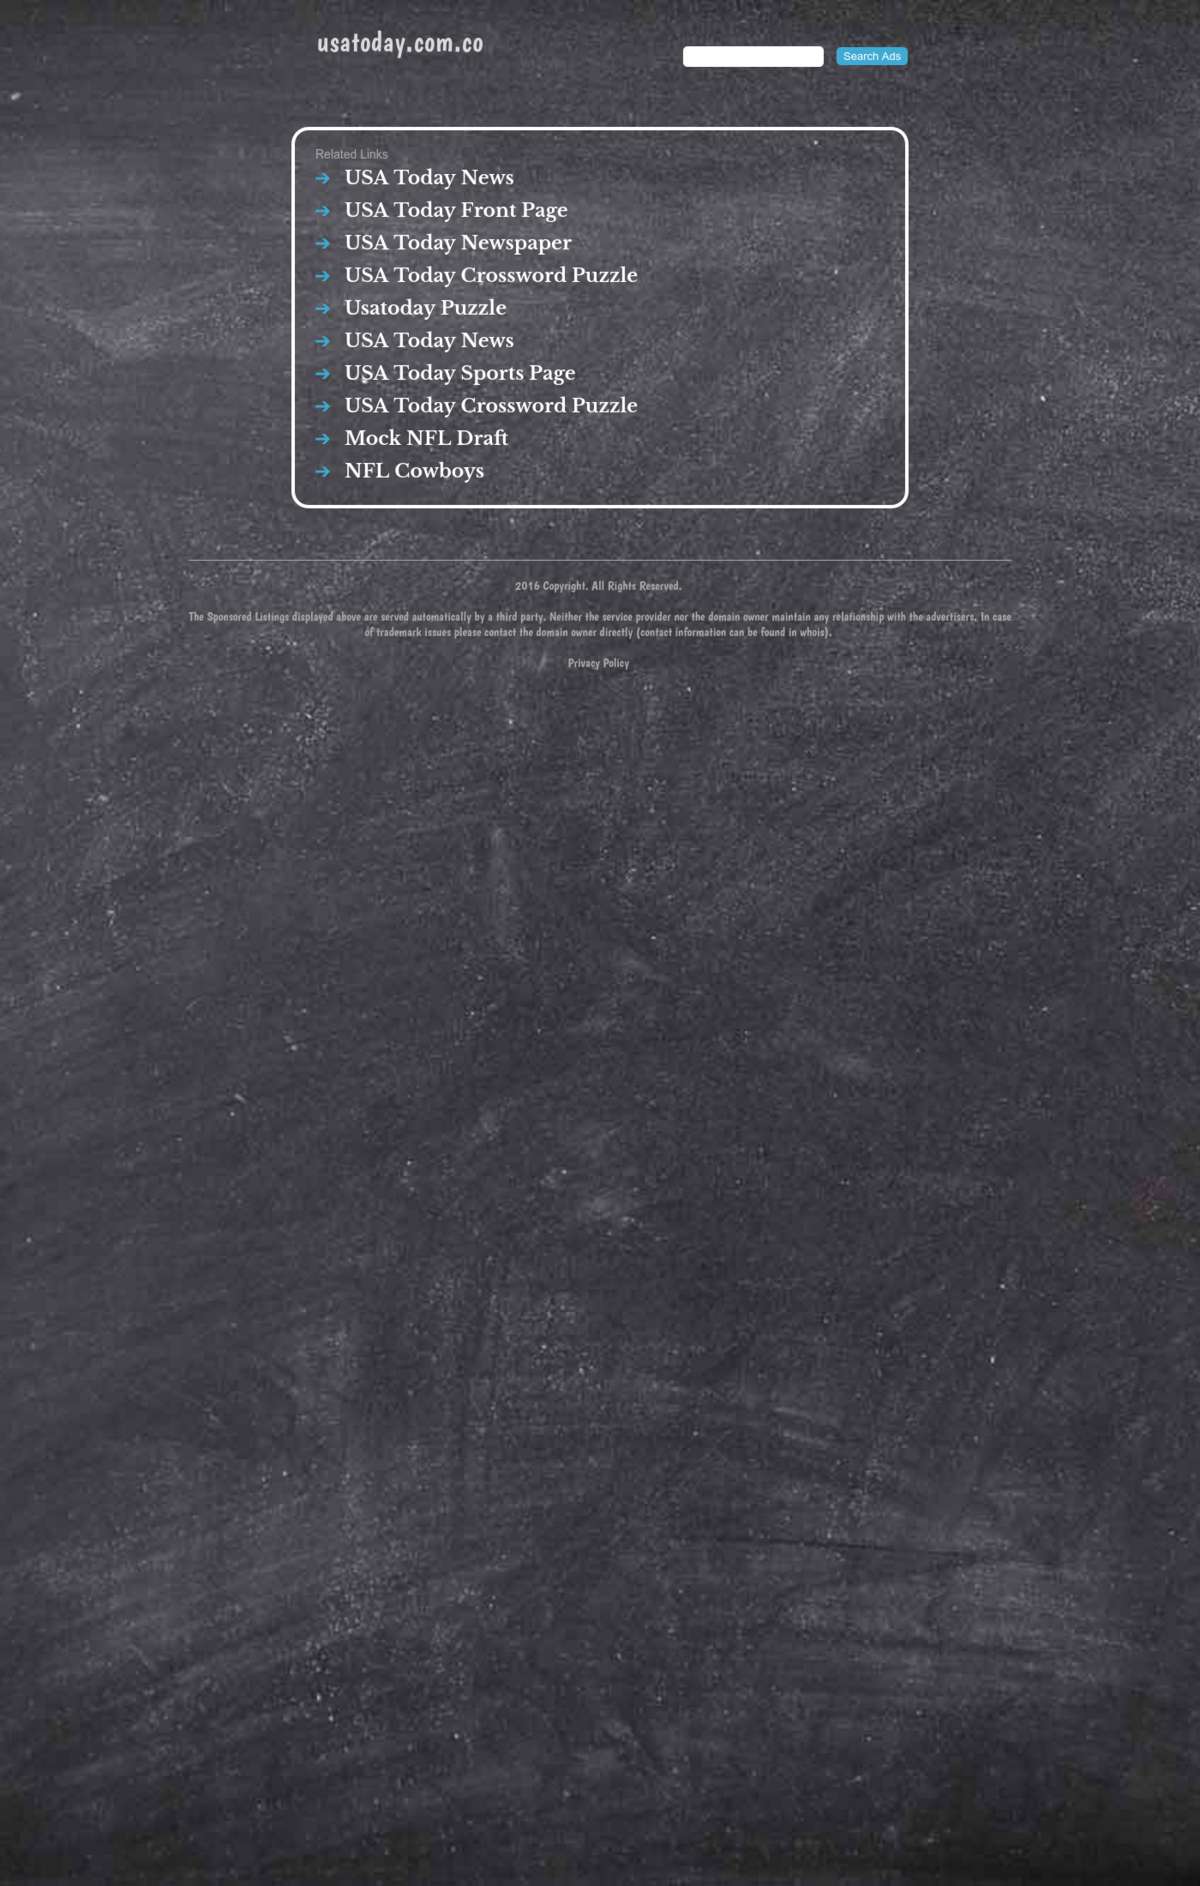 usatoday.com.co
Search Ads
Related Links
USA Today News
USA Today Front Page
USA Today Newspaper
USA Today Crossword Puzzle
Usatoday Puzzle
USA Today News
USA Today Sports Page
USA Today Crossword Puzzle
Mock NFL Draft
NFL Cowboys
2016 Copyright. All Rights Reserved.
The Sponsored Listings displayed above are served automatically by a third party. Neither the service provider nor the domain owner maintain any relationship with the advertisers. In case
of trademark issues please contact the domain owner directly (contact information can be found in whois).
Privacy Policy